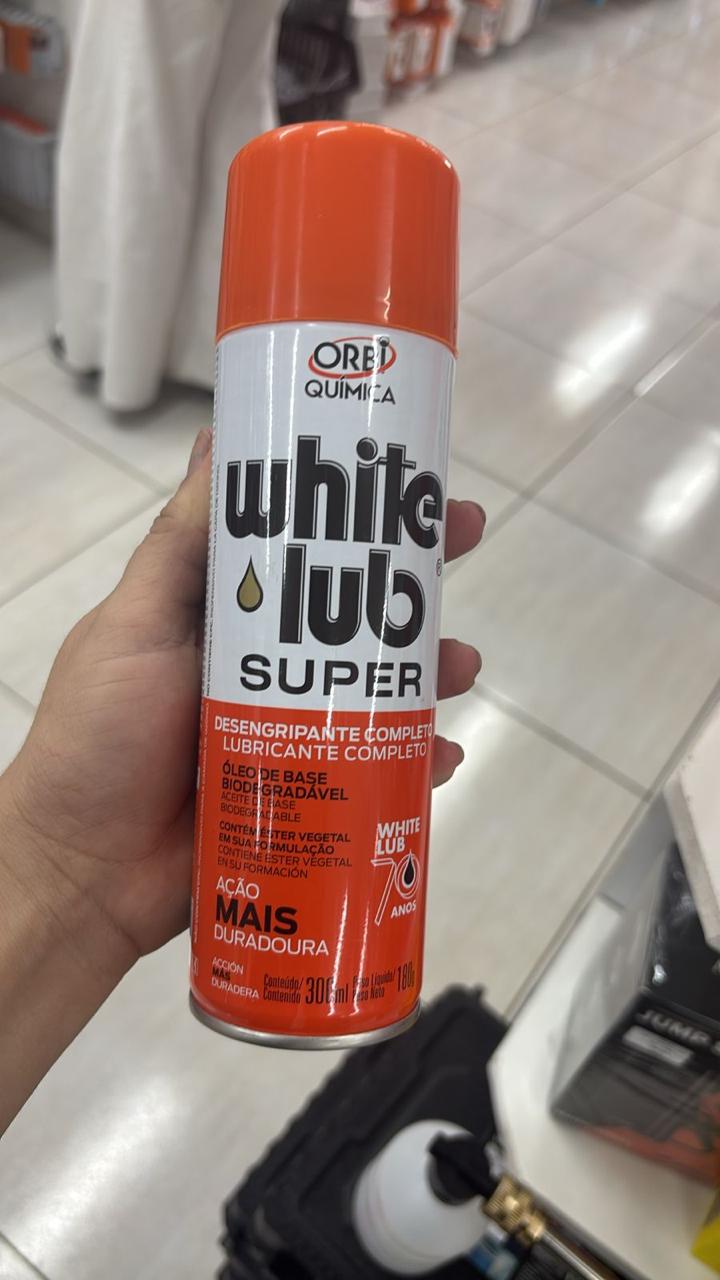 ORBI
QUÍMICA
white
lub
®
SUPER
DESENGRIPANTE COMPLETO
LUBRICANTE COMPLETO
ÓLEO DE BASE
BIODEGRADÁVEL
ACEITE DE BASE
BIODEGRADABLE
CONTÉM ÉSTER VEGETAL
EM SUA FORMULAÇÃO
CONTIENE ÉSTER VEGETAL
EN SU FORMACIÓN
WHITE
LUB
70
ANOS
AÇÃO
MAIS
DURADOURA
ACCIÓN
MÁS
DURADERA
Conteúdo/
Contenido 300ml
Peso Líquido/
Peso Neto 180g
JUMP